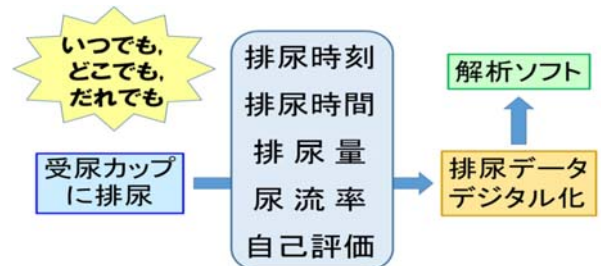 いつでも，
どこでも，
だれでも
受尿カップ
に排尿
排尿時刻
排尿時間
排 尿 量
尿 流 率
自己評価
解析ソフト
排尿データ
デジタル化